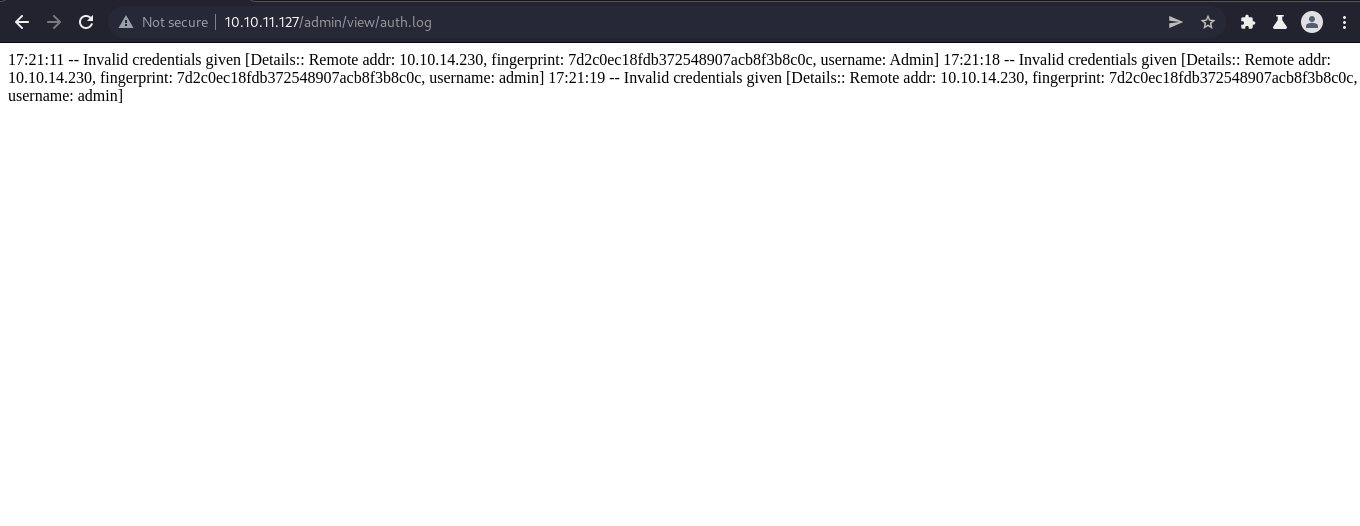 Not secure 10.10.11.127/admin/view/auth.log
17:21:11 -- Invalid credentials given [Details:: Remote addr: 10.10.14.230, fingerprint: 7d2c0ec18fdb372548907acb8f3b8c0c, username: Admin] 17:21:18 -- Invalid credentials given [Details:: Remote addr:
10.10.14.230, fingerprint: 7d2c0ec18fdb372548907acb8f3b8c0c, username: admin] 17:21:19 -- Invalid credentials given [Details:: Remote addr: 10.10.14.230, fingerprint: 7d2c0ec18fdb372548907acb8f3b8c0c,
username: admin]